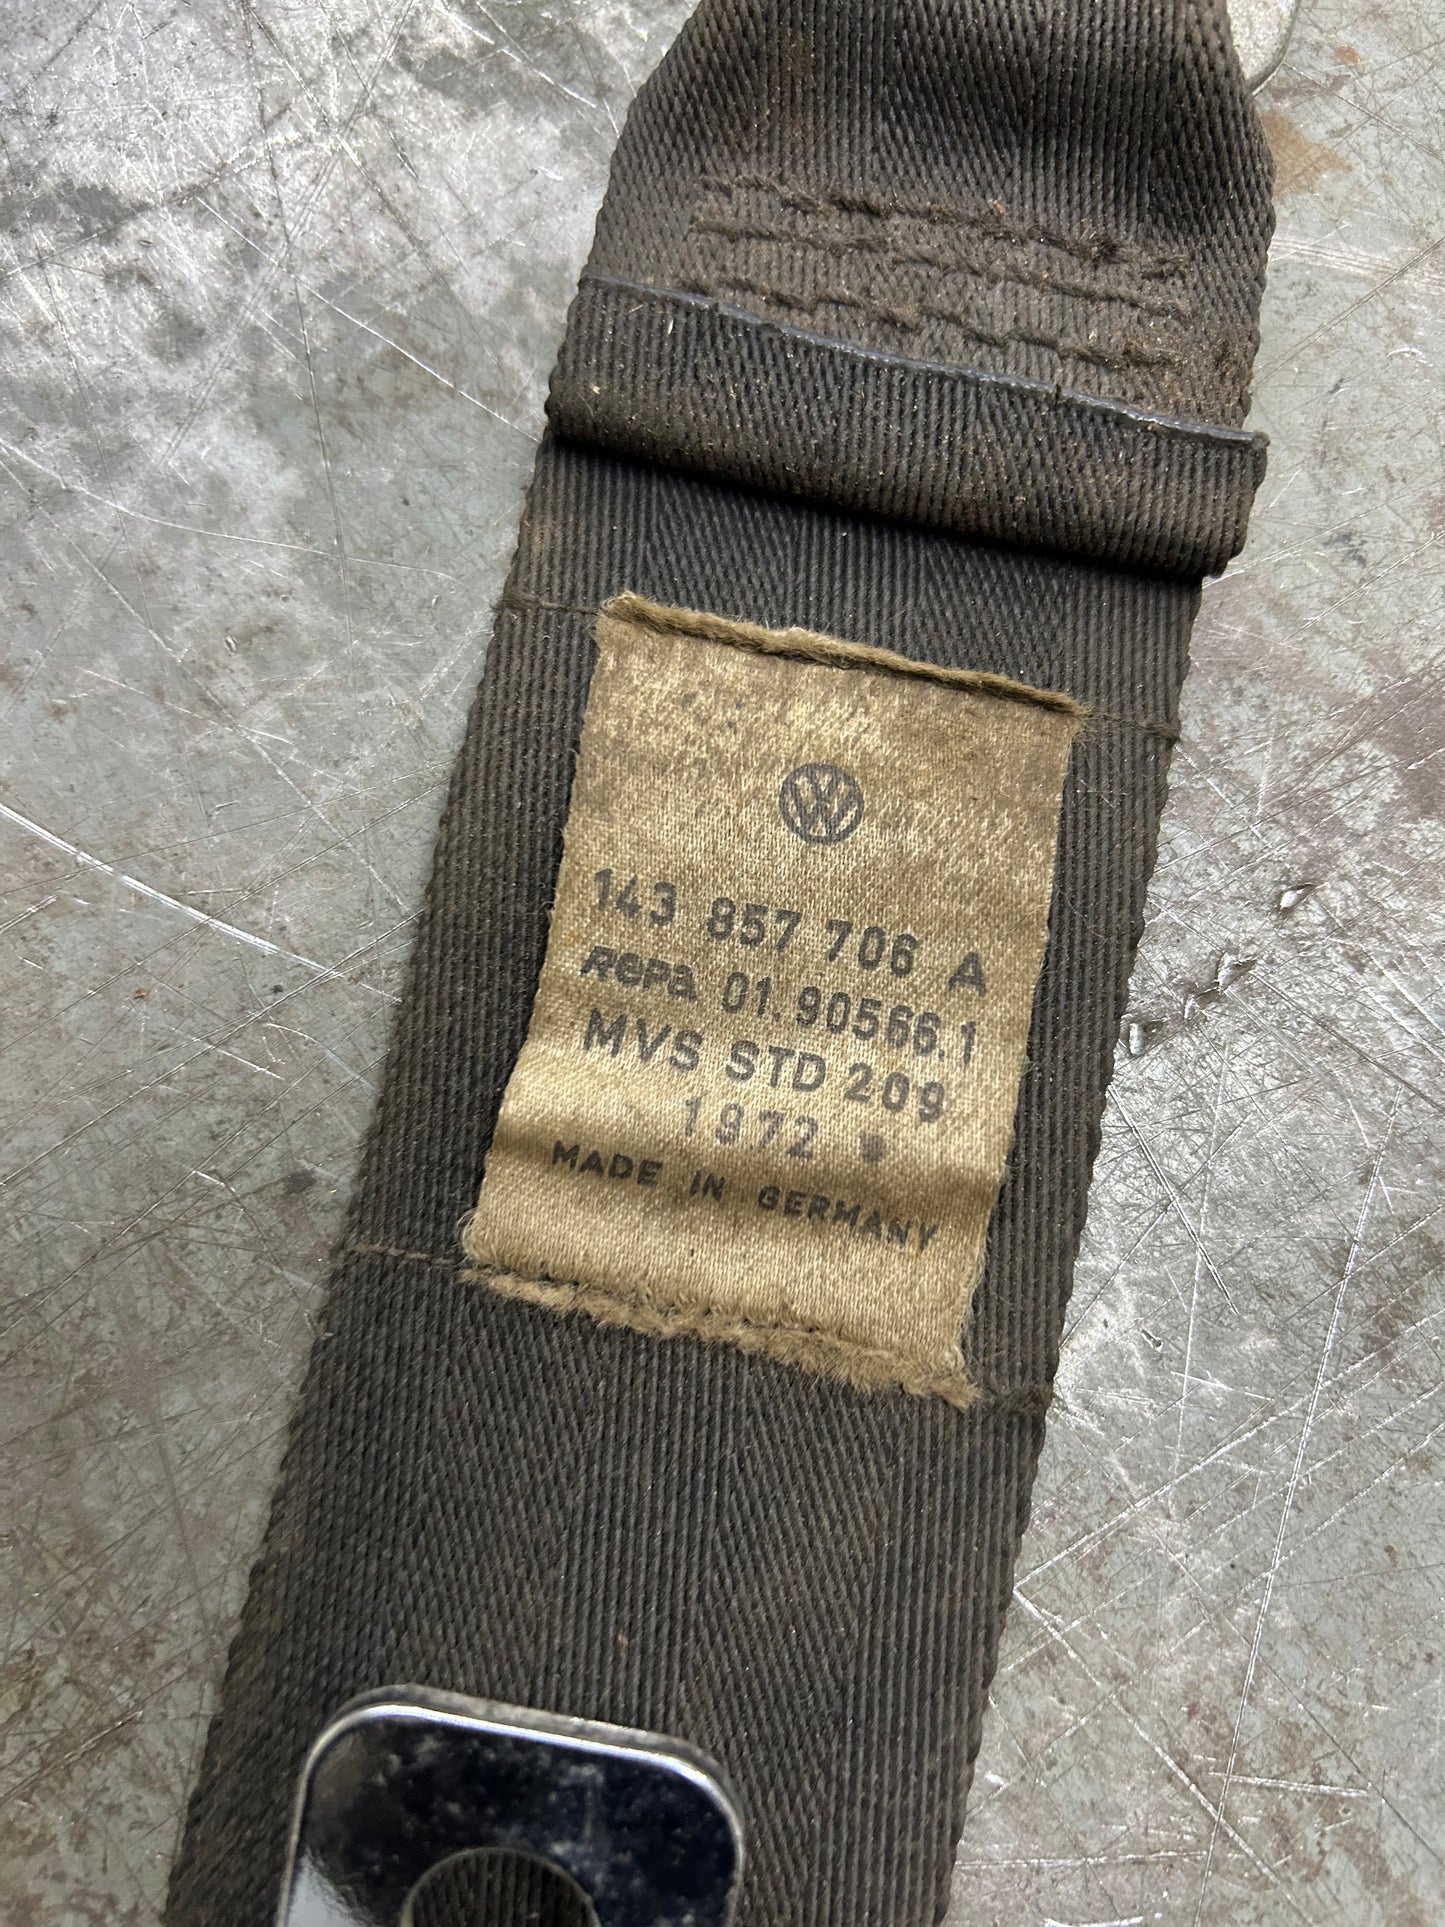 143 857 706 A
Repa 01.90566.1
MVS STD 209
1972
MADE IN GERMANY